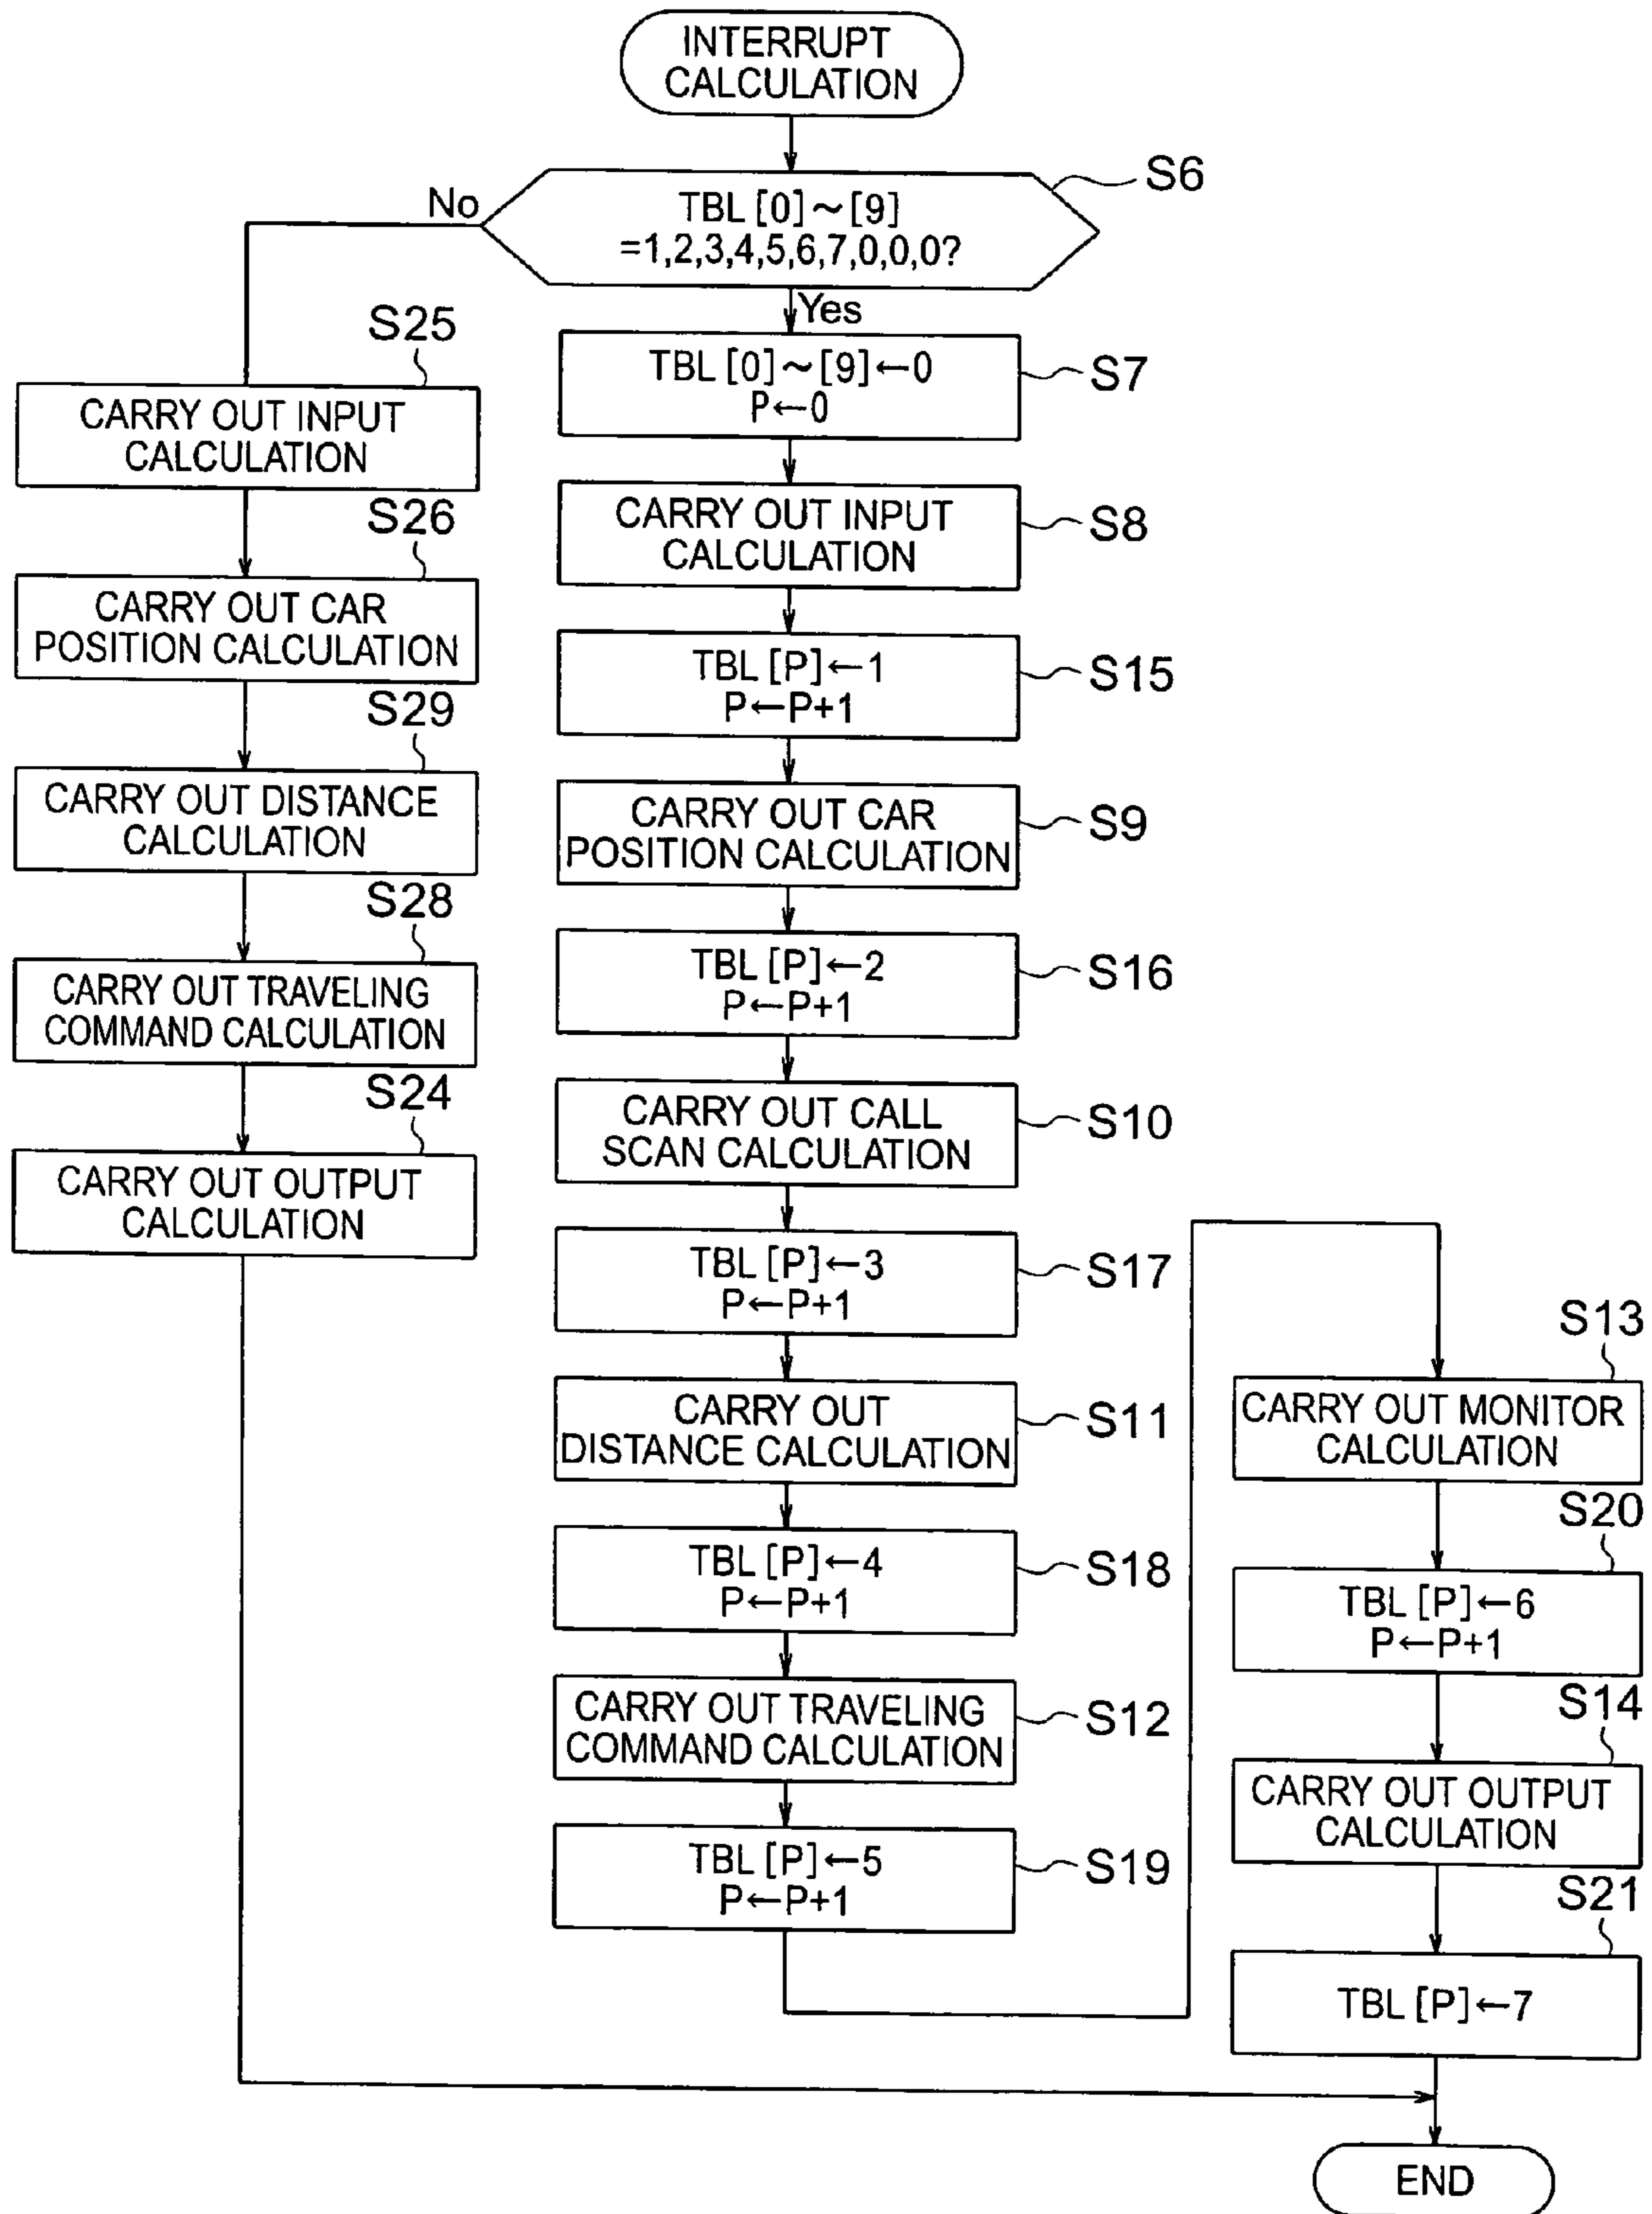 INTERRUPT
CALCULATION
S6
TBL [0]~[9]
=1,2,3,4,5,6,7,0,0,0?
No
Yes
S25
CARRY OUT INPUT
CALCULATION
S26
CARRY OUT CAR
POSITION CALCULATION
S29
CARRY OUT DISTANCE
CALCULATION
S28
CARRY OUT TRAVELING
COMMAND CALCULATION
S24
CARRY OUT OUTPUT
CALCULATION
TBL [0]~[9]←0
P←0
S7
CARRY OUT INPUT
CALCULATION
S8
TBL [P]←1
P←P+1
S15
CARRY OUT CAR
POSITION CALCULATION
S9
TBL [P]←2
P←P+1
S16
CARRY OUT CALL
SCAN CALCULATION
S10
TBL [P]←3
P←P+1
S17
CARRY OUT
DISTANCE CALCULATION
S11
TBL [P]←4
P←P+1
S18
CARRY OUT TRAVELING
COMMAND CALCULATION
S12
TBL [P]←5
P←P+1
S19
S13
CARRY OUT MONITOR
CALCULATION
S20
TBL [P]←6
P←P+1
S14
CARRY OUT OUTPUT
CALCULATION
S21
TBL [P]←7
END